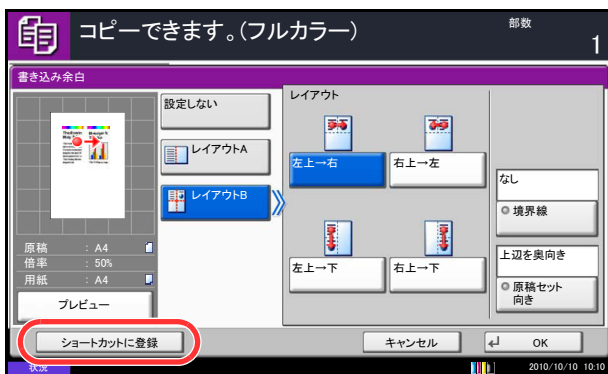 コピーできます。(フルカラー)
部数
1
書き込み余白
設定しない
レイアウトA
レイアウトB
原稿 : A4
倍率 : 50%
用紙 : A4
プレビュー
レイアウト
左上→右
右上→左
左上→下
右上→下
なし
境界線
上辺を奥向き
原稿セット
向き
ショートカットに登録
キャンセル
OK
状況
2010/10/10 10:10